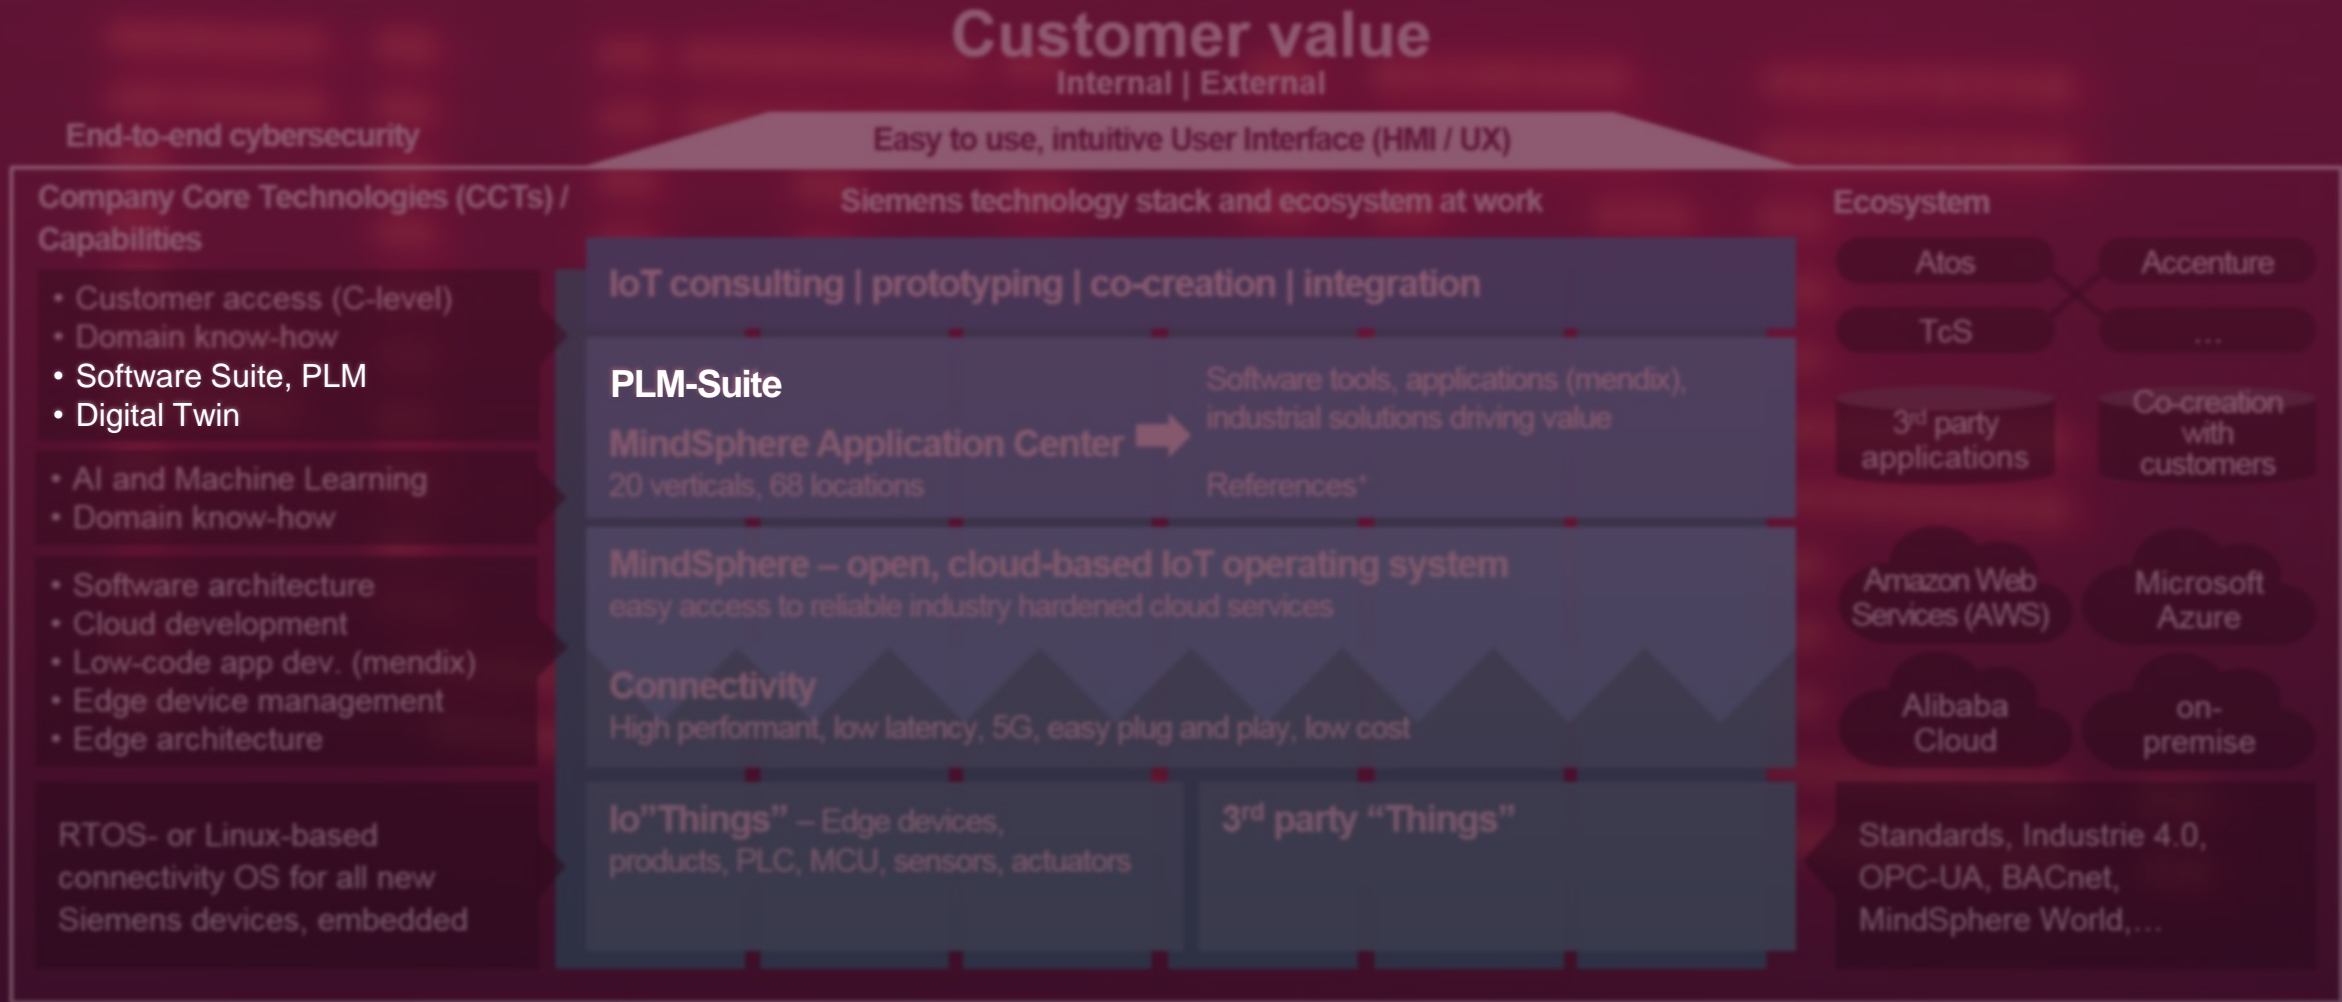 Customer value
Internal | External
End-to-end cybersecurity
Easy to use, intuitive User Interface (HMI / UX)
Company Core Technologies (CCTs) /
Capabilities
• Customer access (C-level)
• Domain know-how
• Software Suite, PLM
• Digital Twin
• AI and Machine Learning
• Domain know-how
• Software architecture
• Cloud development
• Low-code app dev. (mendix)
• Edge device management
• Edge architecture
RTOS- or Linux-based
connectivity OS for all new
Siemens devices, embedded
Siemens technology stack and ecosystem at work
IoT consulting | prototyping | co-creation | integration
PLM-Suite
MindSphere Application Center
20 verticals, 68 locations
Software tools, applications (mendix),
industrial solutions driving value
References*
MindSphere – open, cloud-based IoT operating system
easy access to reliable industry hardened cloud services
Connectivity
High performant, low latency, 5G, easy plug and play, low cost
Io”Things” – Edge devices,
products, PLC, MCU, sensors, actuators
3rd party “Things”
Ecosystem
Atos
Accenture
TcS
…
3rd party
applications
Co-creation
with
customers
Amazon Web
Services (AWS)
Microsoft
Azure
Alibaba
Cloud
on-
premise
Standards, Industrie 4.0,
OPC-UA, BACnet,
MindSphere World,…